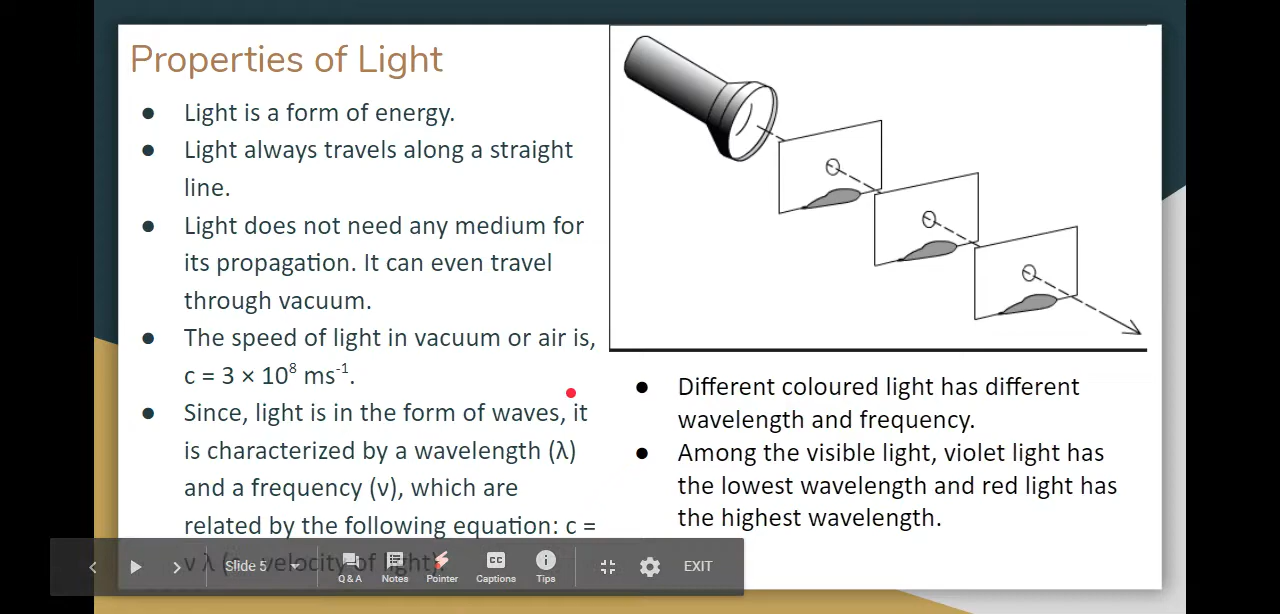 Properties of Light
● Light is a form of energy.
● Light always travels along a straight
line.
● Light does not need any medium for
its propagation. It can even travel
through vacuum.
● The speed of light in vacuum or air is,
c = 3 × 10⁸ ms⁻¹.
● Since, light is in the form of waves, it
is characterized by a wavelength (λ)
and a frequency (ν), which are
related by the following equation: c =
ν λ (c velocity of light)
● Different coloured light has different
wavelength and frequency.
● Among the visible light, violet light has
the lowest wavelength and red light has
the highest wavelength.
Slide 5
Q & A
Notes
Pointer
CC
Captions
Tips
EXIT